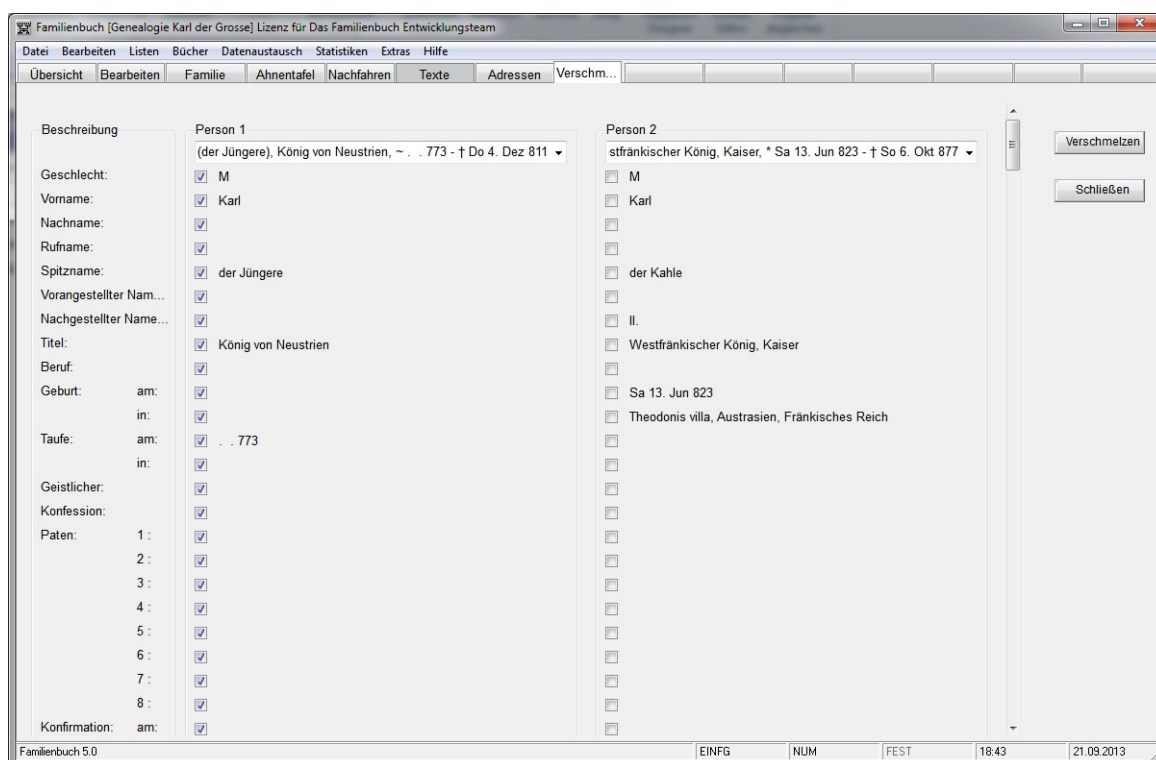 Familienbuch [Genealogie Karl der Grosse] Lizenz für Das Familienbuch Entwicklungsteam
Datei Bearbeiten Listen Bücher Datenaustausch Statistiken Extras Hilfe
Übersicht Bearbeiten Familie Ahnentafel Nachfahren Texte Adressen Verschm...
Beschreibung Person 1 Person 2
(der Jüngere), König von Neustrien, ~ . . 773 - † Do 4. Dez 811 stfränkischer König, Kaiser, * Sa 13. Jun 823 - † So 6. Okt 877 Verschmelzen
Geschlecht: M M
Schließen
Vorname: Karl Karl
Nachname:
Rufname:
Spitzname: der Jüngere der Kahle
Vorangestellter Nam...
Nachgestellter Name... II.
Titel: König von Neustrien Westfränkischer König, Kaiser
Beruf:
Geburt: am: Sa 13. Jun 823
in: Theodonis villa, Austrasien, Fränkisches Reich
Taufe: am: . . 773
in:
Geistlicher:
Konfession:
Paten: 1 :
2 :
3 :
4 :
5 :
6 :
7 :
8 :
Konfirmation: am:
Familienbuch 5.0 EINFG NUM FEST 18:43 21.09.2013